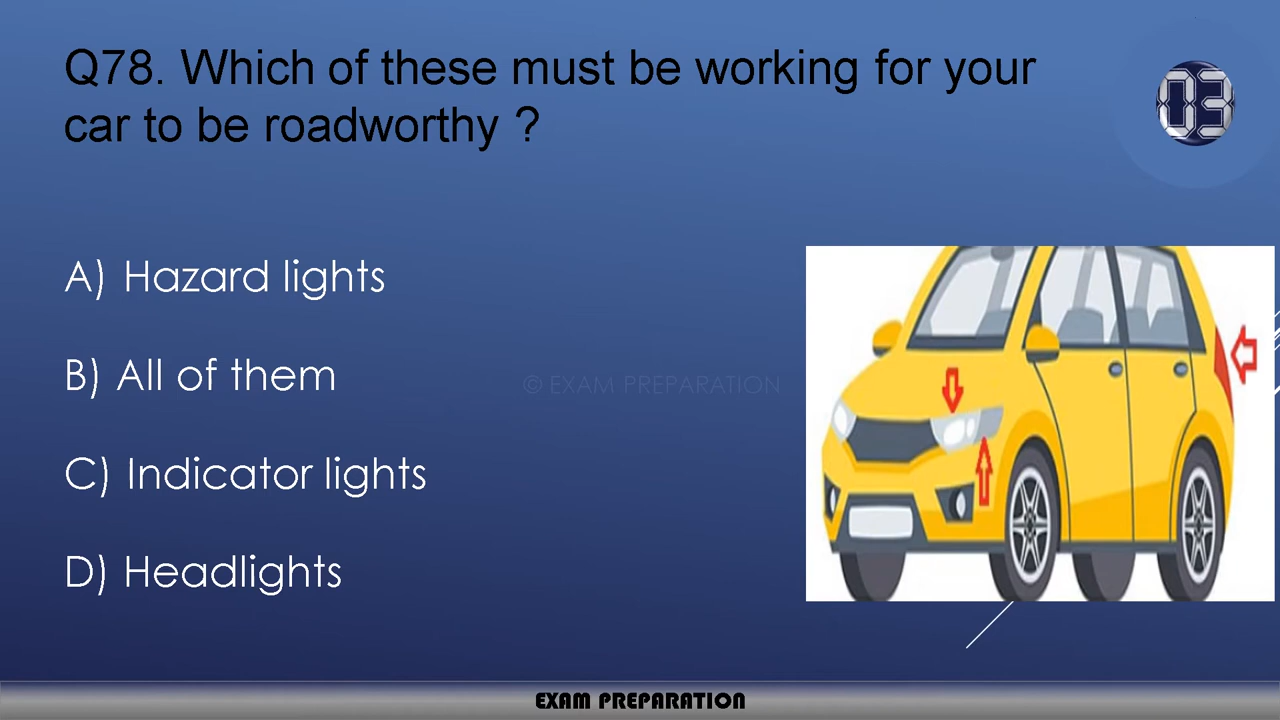 Q78. Which of these must be working for your
car to be roadworthy ?
03
A) Hazard lights
B) All of them
© EXAM PREPARATION
C) Indicator lights
D) Headlights
EXAM PREPARATION